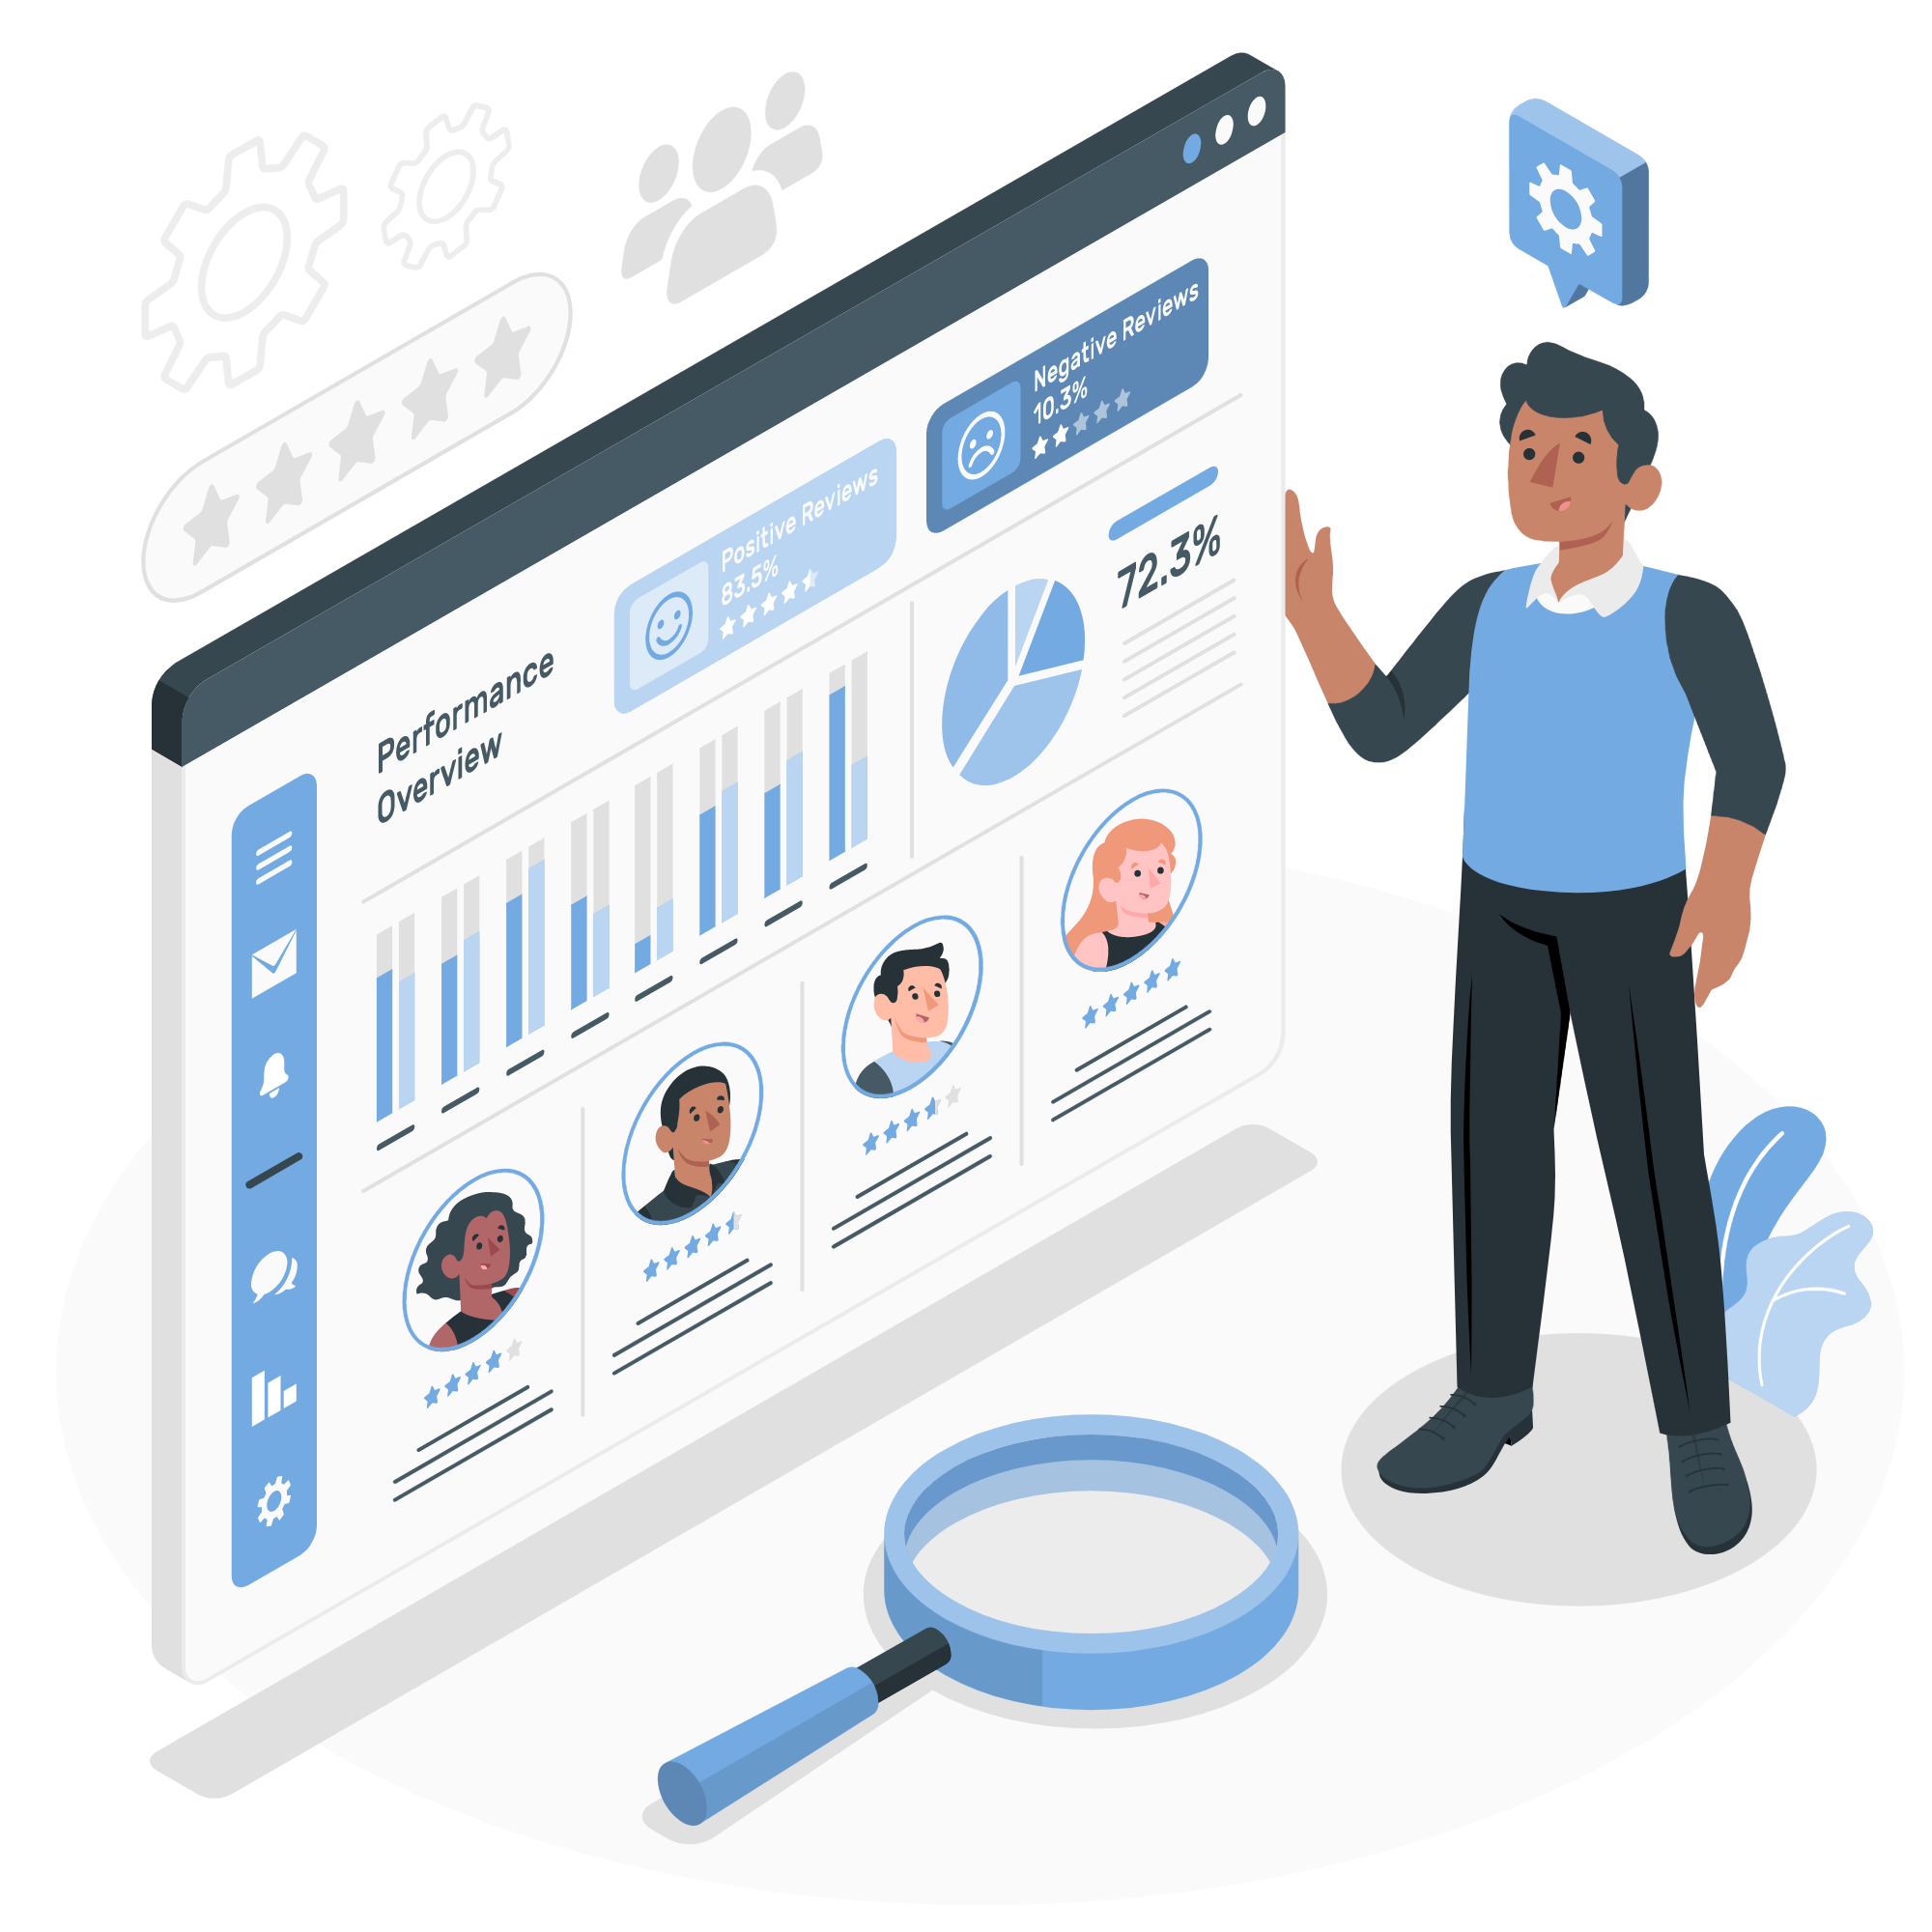 Performance
Overview
Positive Reviews
83.5%
Negative Reviews
10.3%
72.3%